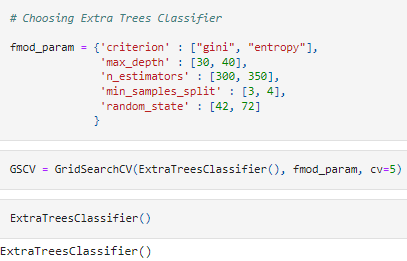 # Choosing Extra Trees Classifier
fmod_param = {'criterion' : ["gini", "entropy"],
'max_depth' : [30, 40],
'n_estimators' : [300, 350],
'min_samples_split' : [3, 4],
'random_state' : [42, 72]
}
GSCV = GridSearchCV(ExtraTreesClassifier(), fmod_param, cv=5)
ExtraTreesClassifier()
ExtraTreesClassifier()